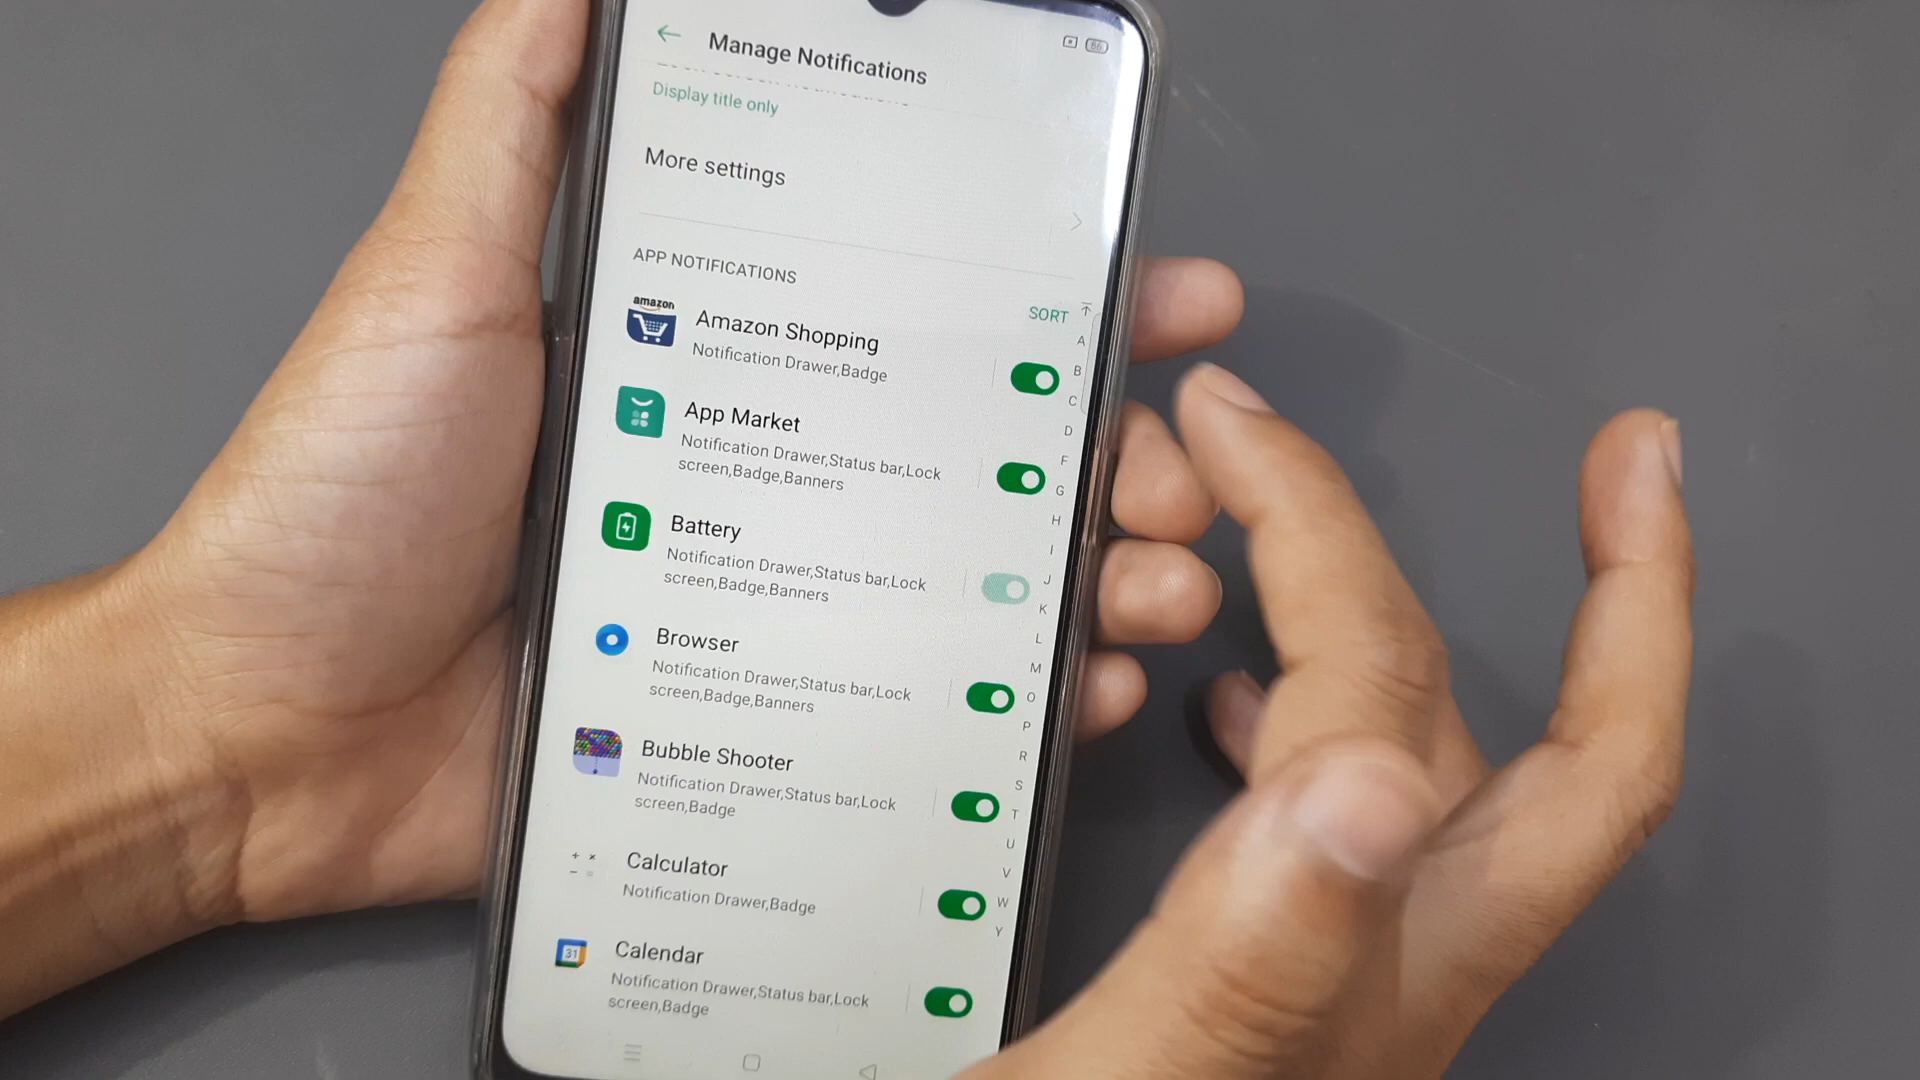 86
Manage Notifications
Display title only
More settings
APP NOTIFICATIONS
SORT
amazon
Amazon Shopping
Notification Drawer,Badge
App Market
Notification Drawer,Status bar,Lock
screen,Badge,Banners
Battery
Notification Drawer,Status bar,Lock
screen,Badge,Banners
Browser
Notification Drawer,Status bar,Lock
screen,Badge,Banners
Bubble Shooter
Notification Drawer,Status bar,Lock
screen,Badge
Calculator
Notification Drawer,Badge
31
Calendar
Notification Drawer,Status bar,Lock
screen,Badge
A
B
C
D
F
G
H
I
J
K
L
M
O
P
R
S
T
U
V
W
Y